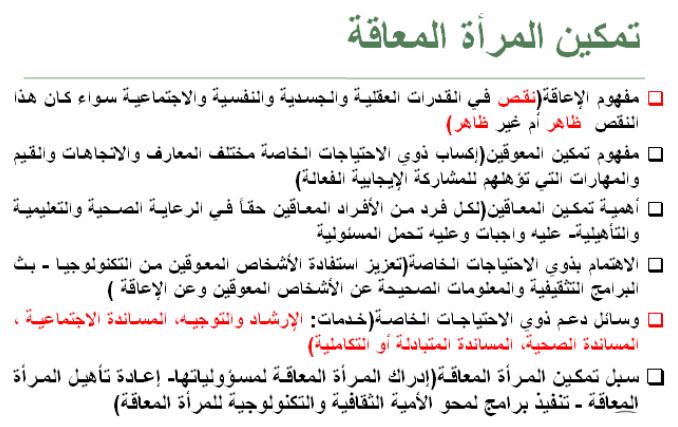 تمكين المرأة المعاقة
مفهوم الإعاقة(نقص في القدرات العقلية والجسدية والنفسية والاجتماعية سواء كان هذا
النقص ظاهر أم غير ظاهر)
مفهوم تمكين المعوقين(إكساب ذوي الاحتياجات الخاصة مختلف المعارف والاتجاهات والقيم
والمهارات التي تؤهلهم للمشاركة الإيجابية الفعالة)
أهمية تمكين المعاقين(لكل فرد من الأفراد المعاقين حقاً في الرعاية الصحية والتعليمية
والتأهيلية- عليه واجبات وعليه تحمل المسئولية
الاهتمام بذوي الاحتياجات الخاصة(تعزيز استفادة الأشخاص المعوقين من التكنولوجيا - بث
البرامج التثقيفية والمعلومات الصحيحة عن الأشخاص المعوقين وعن الإعاقة )
وسائل دعم ذوي الاحتياجات الخاصة(خدمات: الإرشاد والتوجيه، المساندة الاجتماعية ،
المساندة الصحية، المساندة المتبادلة أو التكاملية)
سبل تمكين المرأة المعاقة(إدراك المرأة المعاقة لمسؤولياتها- إعادة تأهيل المرأة
المعاقة - تنفيذ برامج لمحو الأمية الثقافية والتكنولوجية للمرأة المعاقة)